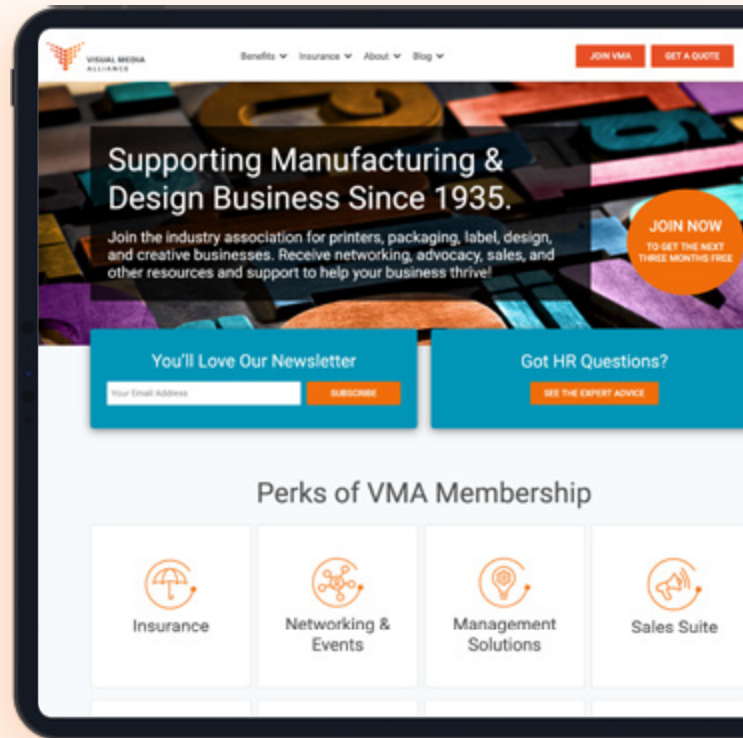 VISUAL MEDIA
ALLIANCE
Benefits
Insurance
About
Blog
JOIN VMA
GET A QUOTE
Supporting Manufacturing &
Design Business Since 1935.
Join the industry association for printers, packaging, label, design,
and creative businesses. Receive networking, advocacy, sales, and
other resources and support to help your business thrive!
JOIN NOW
TO GET THE NEXT
THREE MONTHS FREE
You'll Love Our Newsletter
Your Email Address
SUBSCRIBE
Got HR Questions?
SEE THE EXPERT ADVICE
Perks of VMA Membership
Insurance
Networking &
Events
Management
Solutions
Sales Suite